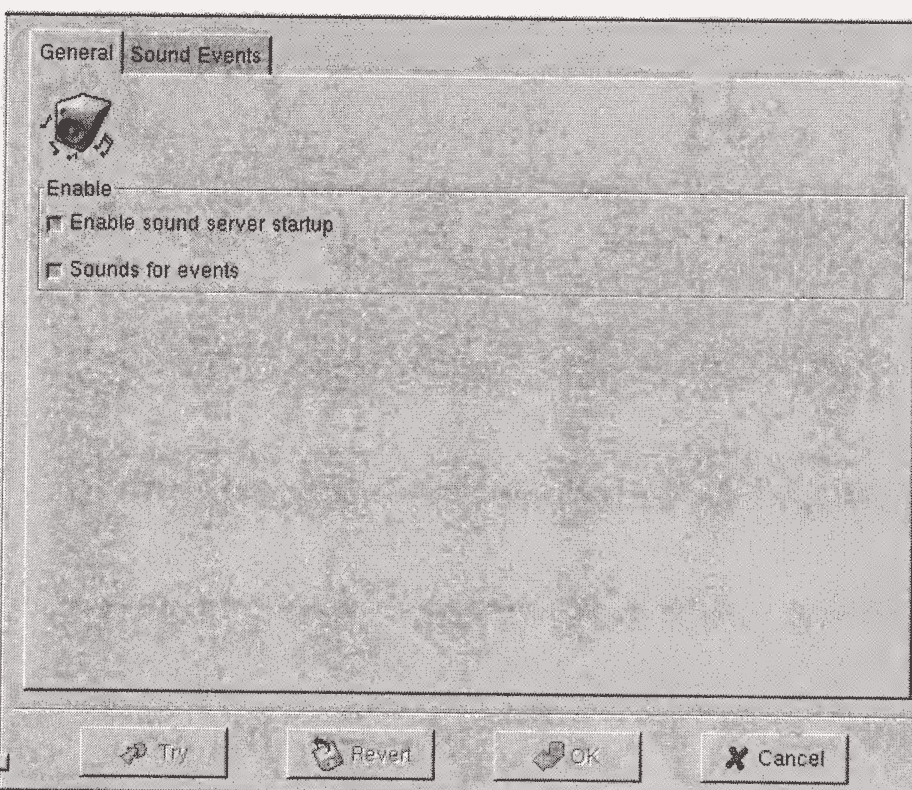 General Sound Events
Enable
Enable sound server startup
Sounds for events
Try Revert OK Cancel